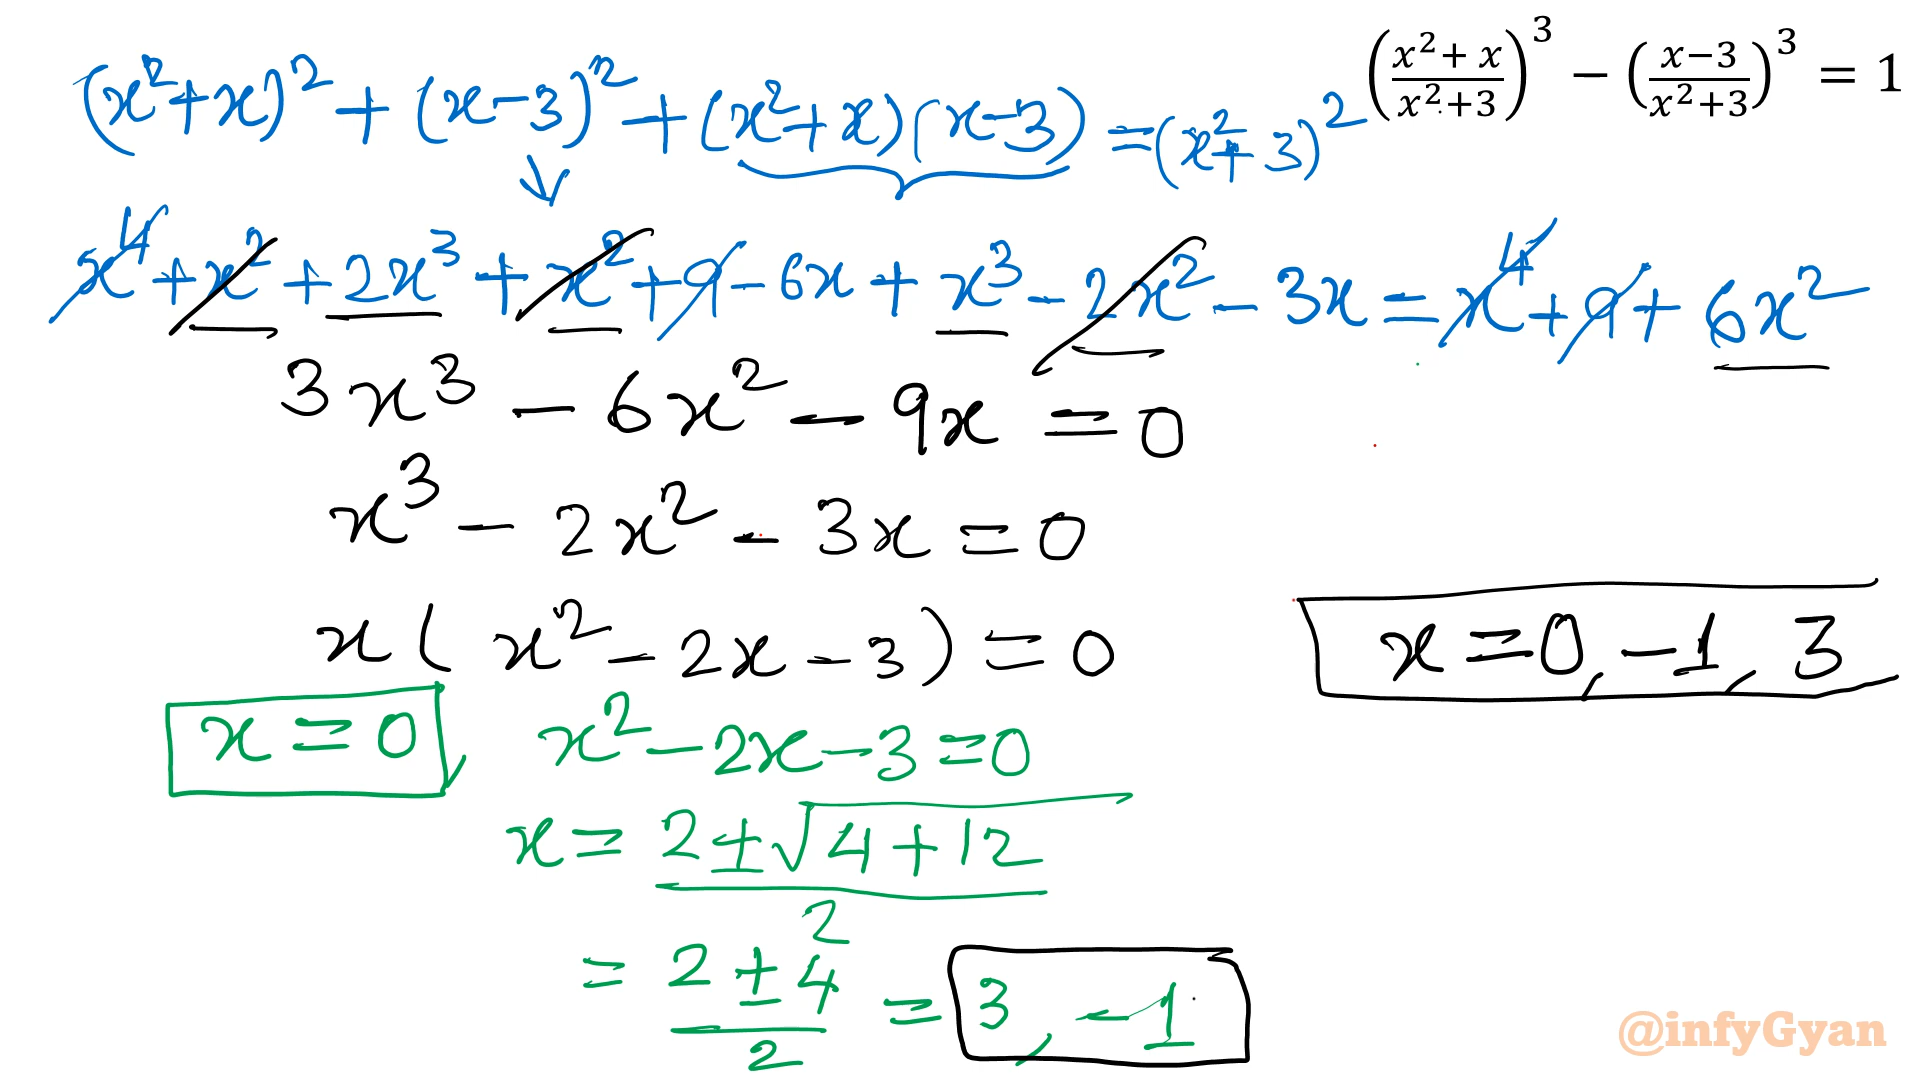 ((x²+ x)/(x²+3))³ − ((x−3)/(x²+3))³ = 1
(x²+x)² + (x−3)² + (x²+x)(x−3) = (x²+3)²
x⁴ + x² + 2x³ + x² + 9 − 6x + x³ − 2x² − 3x = x⁴ + 9 + 6x²
3x³ − 6x² − 9x = 0
x³ − 2x² − 3x = 0
x( x² − 2x − 3) = 0
x = 0, x² − 2x − 3 = 0
x = (2 ± √(4+12))/2
= (2 ± 4)/2 = 3, −1
x = 0, −1, 3
@infyGyan